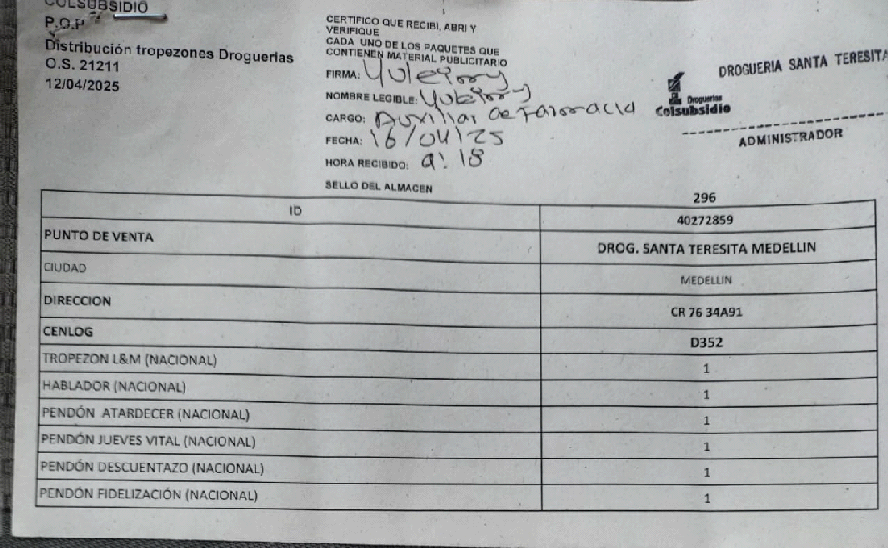 COLSUBSIDIO
P.O.P
Distribución tropezones Droguerias
O.S. 21211
12/04/2025
CERTIFICO QUE RECIBI, ABRI Y
VERIFIQUE
CADA UNO DE LOS PAQUETES QUE
CONTIENEN MATERIAL PUBLICITARIO
FIRMA:
NOMBRE LEGIBLE:
CARGO: Auxiliar de Farmacia
FECHA: 16/04/25
HORA RECIBIDO: 9:18
SELLO DEL ALMACEN
DROGUERIA SANTA TERESITA
Droguerías
Colsubsidio
ADMINISTRADOR
296
ID 40272859
PUNTO DE VENTA DROG. SANTA TERESITA MEDELLIN
CIUDAD MEDELLIN
DIRECCION CR 76 34A91
CENLOG D352
TROPEZON L&M (NACIONAL) 1
HABLADOR (NACIONAL) 1
PENDÓN ATARDECER (NACIONAL) 1
PENDÓN JUEVES VITAL (NACIONAL) 1
PENDÓN DESCUENTAZO (NACIONAL) 1
PENDÓN FIDELIZACIÓN (NACIONAL) 1